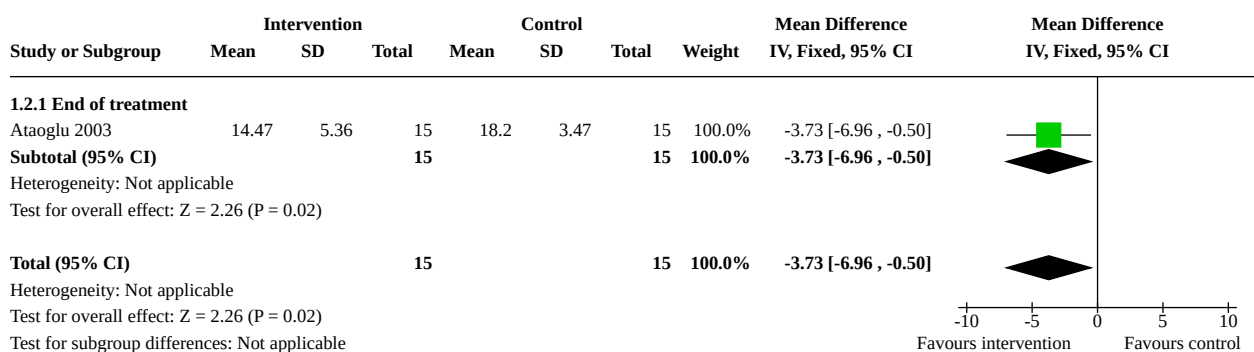 Intervention Control Mean Difference Mean Difference
Study or Subgroup Mean SD Total Mean SD Total Weight IV, Fixed, 95% CI IV, Fixed, 95% CI
1.2.1 End of treatment
Ataoglu 2003 14.47 5.36 15 18.2 3.47 15 100.0% -3.73 [-6.96 , -0.50]
Subtotal (95% CI) 15 15 100.0% -3.73 [-6.96 , -0.50]
Heterogeneity: Not applicable
Test for overall effect: Z = 2.26 (P = 0.02)
Total (95% CI) 15 15 100.0% -3.73 [-6.96 , -0.50]
Heterogeneity: Not applicable
Test for overall effect: Z = 2.26 (P = 0.02)
-10 -5 0 5 10
Test for subgroup differences: Not applicable Favours intervention Favours control